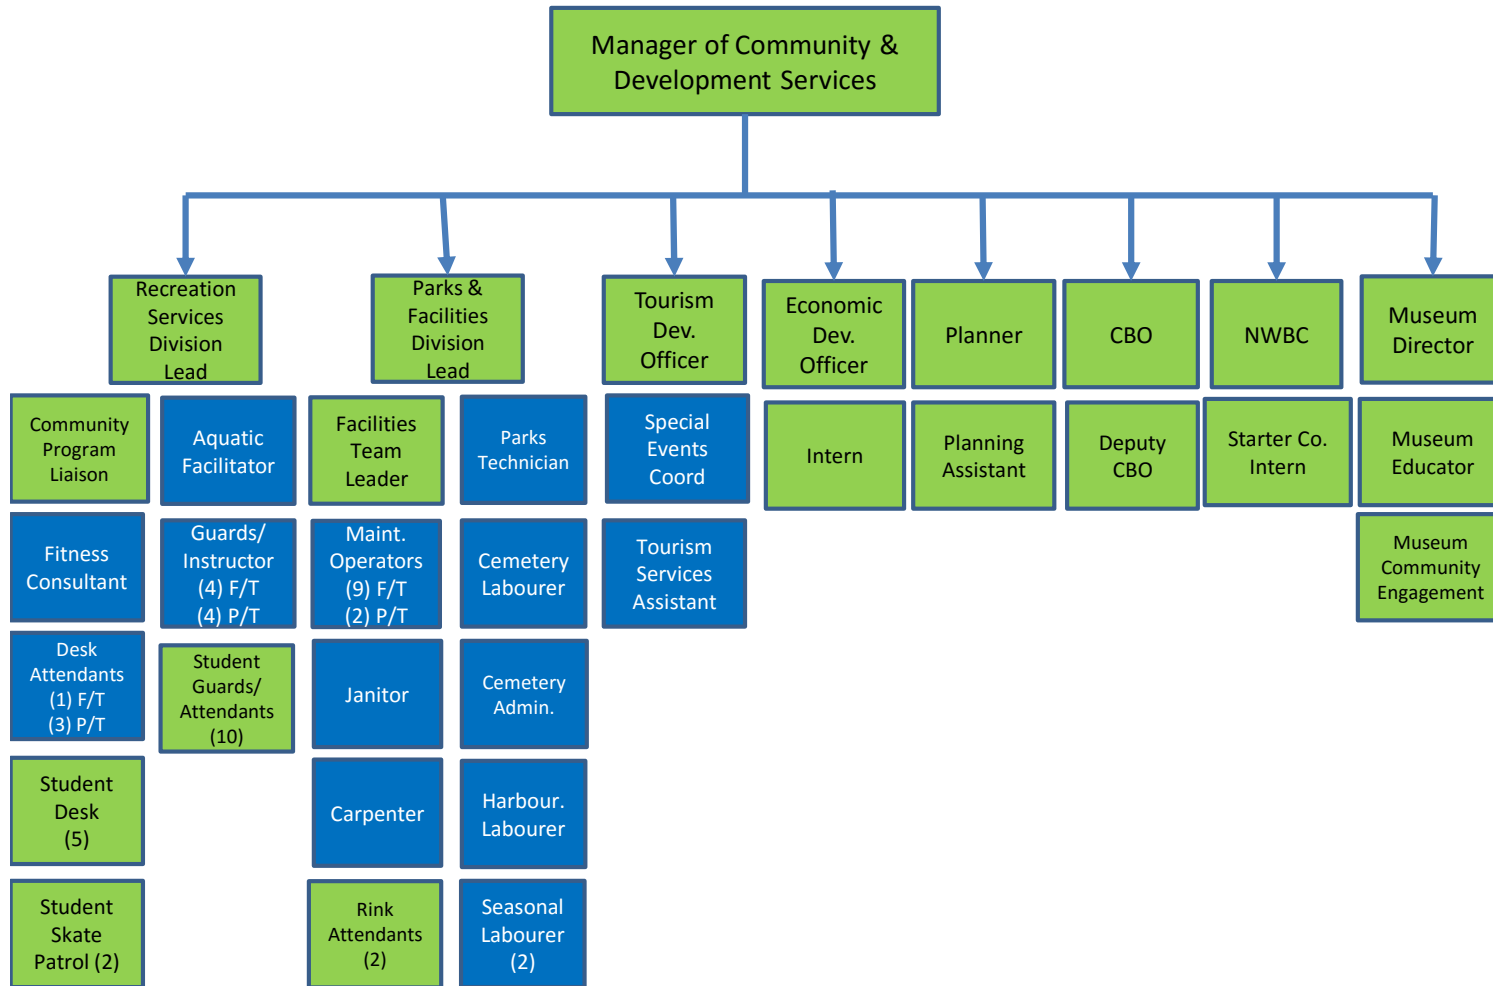 Manager of Community &
Development Services
Recreation
Services
Division
Lead
Parks &
Facilities
Division
Lead
Tourism
Dev.
Officer
Economic
Dev.
Officer
Planner
CBO
NWBC
Museum
Director
Community
Program
Liaison
Aquatic
Facilitator
Facilities
Team
Leader
Parks
Technician
Special
Events
Coord
Intern
Planning
Assistant
Deputy
CBO
Starter Co.
Intern
Museum
Educator
Fitness
Consultant
Guards/
Instructor
(4) F/T
(4) P/T
Maint.
Operators
(9) F/T
(2) P/T
Cemetery
Labourer
Tourism
Services
Assistant
Museum
Community
Engagement
Desk
Attendants
(1) F/T
(3) P/T
Student
Guards/
Attendants
(10)
Janitor
Cemetery
Admin.
Student
Desk
(5)
Carpenter
Harbour.
Labourer
Student
Skate
Patrol (2)
Rink
Attendants
(2)
Seasonal
Labourer
(2)